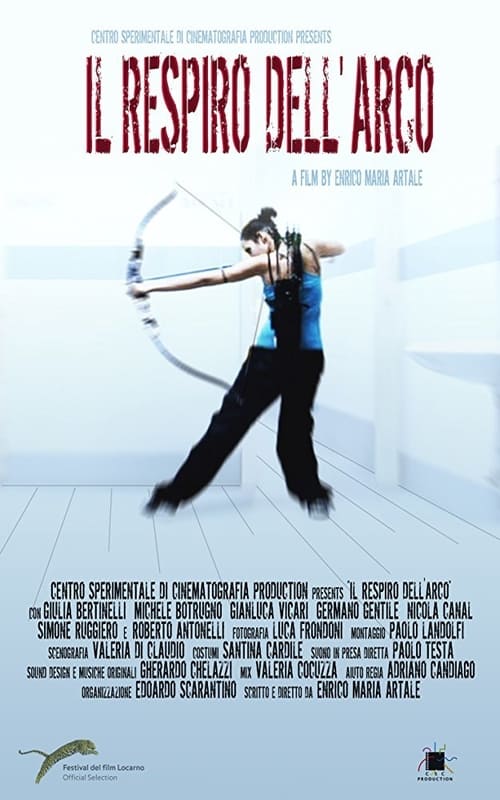 CENTRO SPERIMENTALE DI CINEMATOGRAFIA PRODUCTION PRESENTS
IL RESPIRO DELL'ARCO
A FILM BY ENRICO MARIA ARTALE
CENTRO SPERIMENTALE DI CINEMATOGRAFIA PRODUCTION PRESENTS 'IL RESPIRO DELL'ARCO'
CON GIULIA BERTINELLI MICHELE BOTRUGNO GIANLUCA VICARI GERMANO GENTILE NICOLA CANAL
SIMONE RUGGIERO E ROBERTO ANTONELLI FOTOGRAFIA LUCA FRONDONI MONTAGGIO PAOLO LANDOLFI
SCENOGRAFIA VALERIA DI CLAUDIO COSTUMI SANTINA CARDILE SUONO IN PRESA DIRETTA PAOLO TESTA
SOUND DESIGN E MUSICHE ORIGINALI GHERARDO CHELAZZI MIX VALERIA COCUZZA AIUTO REGIA ADRIANO CANDIAGO
ORGANIZZAZIONE EDOARDO SCARANTINO SCRITTO E DIRETTO DA ENRICO MARIA ARTALE
Festival del film Locarno
Official Selection
C S C
PRODUCTION